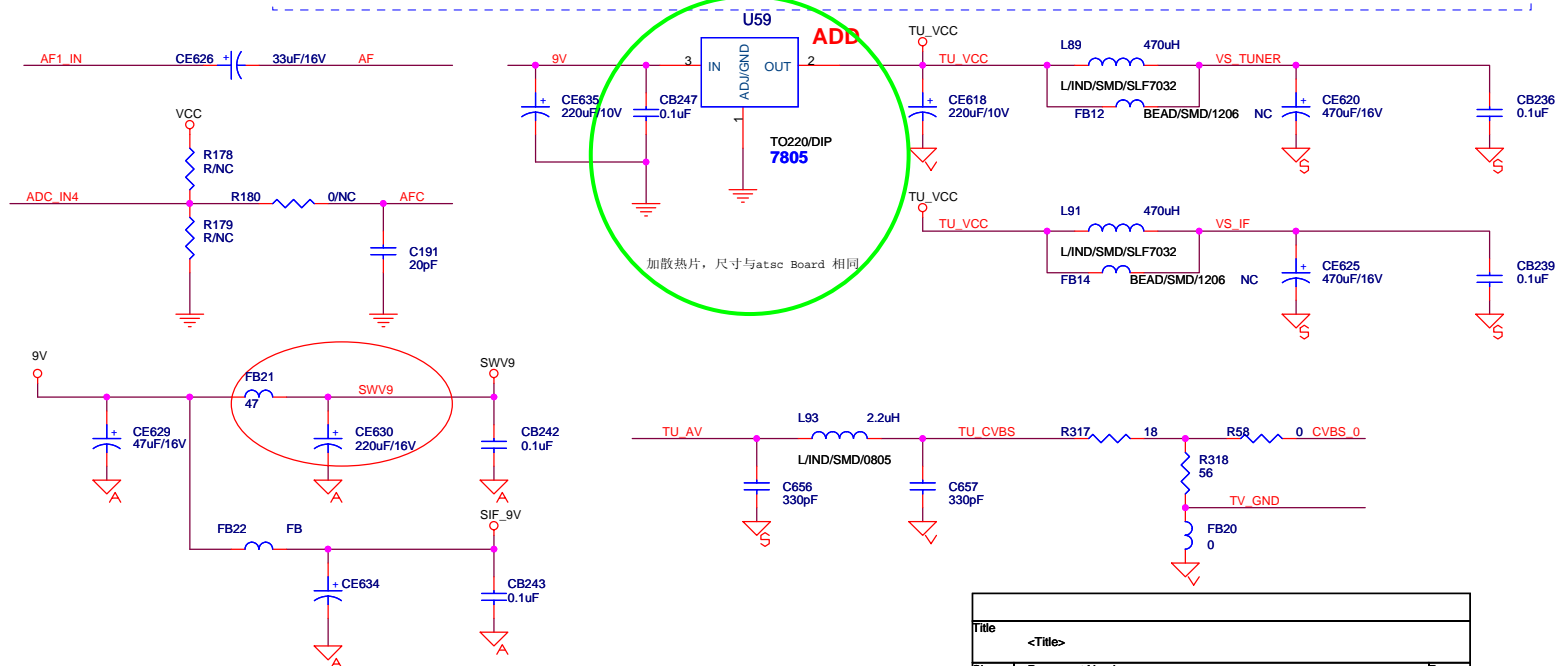 U59
ADD
AF1_IN
CE626
+
33uF/16V
AF
9V
3
IN
ADJ/GND
OUT
2
1
TO220/DIP
7805
CE635
+
220uF/10V
CB247
0.1uF
加散热片，尺寸与atsc Board 相同
TU_VCC
TU_VCC
CE618
+
220uF/10V
V
L89
470uH
L/IND/SMD/SLF7032
FB12
BEAD/SMD/1206
NC
VS_TUNER
CE620
+
470uF/16V
S
CB236
0.1uF
S
VCC
R178
R/NC
ADC_IN4
R180
0/NC
AFC
R179
R/NC
C191
20pF
TU_VCC
TU_VCC
L91
470uH
L/IND/SMD/SLF7032
FB14
BEAD/SMD/1206
NC
VS_IF
CE625
+
470uF/16V
S
CB239
0.1uF
S
9V
FB21
47
SWV9
SWV9
CE629
+
47uF/16V
A
CE630
+
220uF/16V
A
CB242
0.1uF
A
FB22
FB
SIF_9V
CE634
+
A
CB243
0.1uF
A
TU_AV
L93
2.2uH
L/IND/SMD/0805
TU_CVBS
R317
18
R58
0
CVBS_0
C656
330pF
S
C657
330pF
V
R318
56
TV_GND
FB20
0
V
Title
<Title>